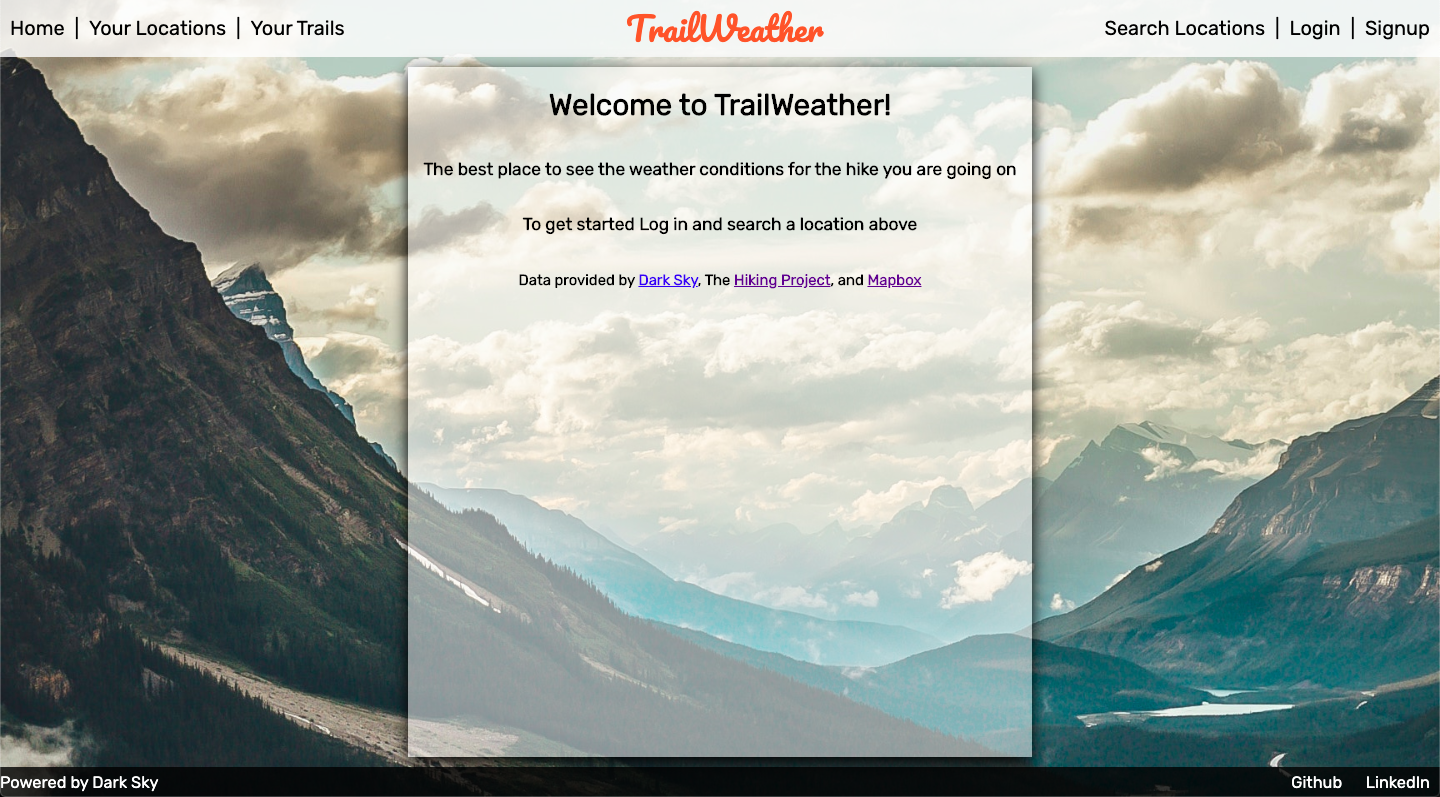 Home | Your Locations | Your Trails
TrailWeather
Search Locations | Login | Signup
Welcome to TrailWeather!
The best place to see the weather conditions for the hike you are going on
To get started Log in and search a location above
Data provided by Dark Sky, The Hiking Project, and Mapbox
Powered by Dark Sky
Github LinkedIn